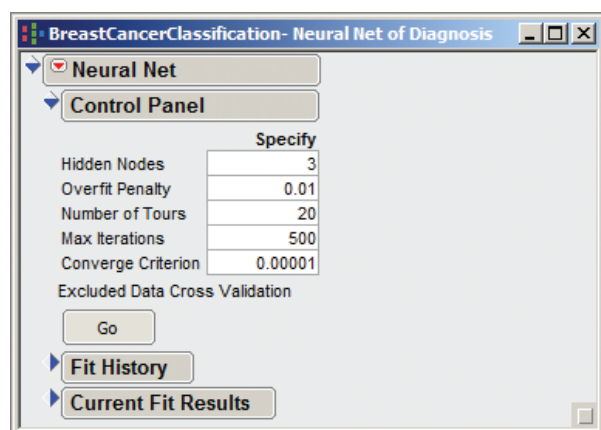 BreastCancerClassification- Neural Net of Diagnosis
Neural Net
Control Panel
Specify
Hidden Nodes 3
Overfit Penalty 0.01
Number of Tours 20
Max Iterations 500
Converge Criterion 0.00001
Excluded Data Cross Validation
Go
Fit History
Current Fit Results